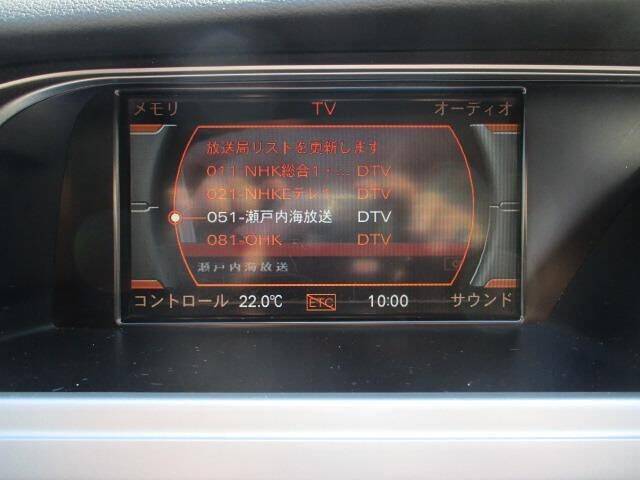 メモリ TV オーディオ
放送局リストを更新します
011-NHK総合1・... DTV
021-NHKEテレ1 DTV
051-瀬戸内海放送 DTV
081-OHK DTV
瀬戸内海放送
コントロール 22.0℃ ETC 10:00 サウンド